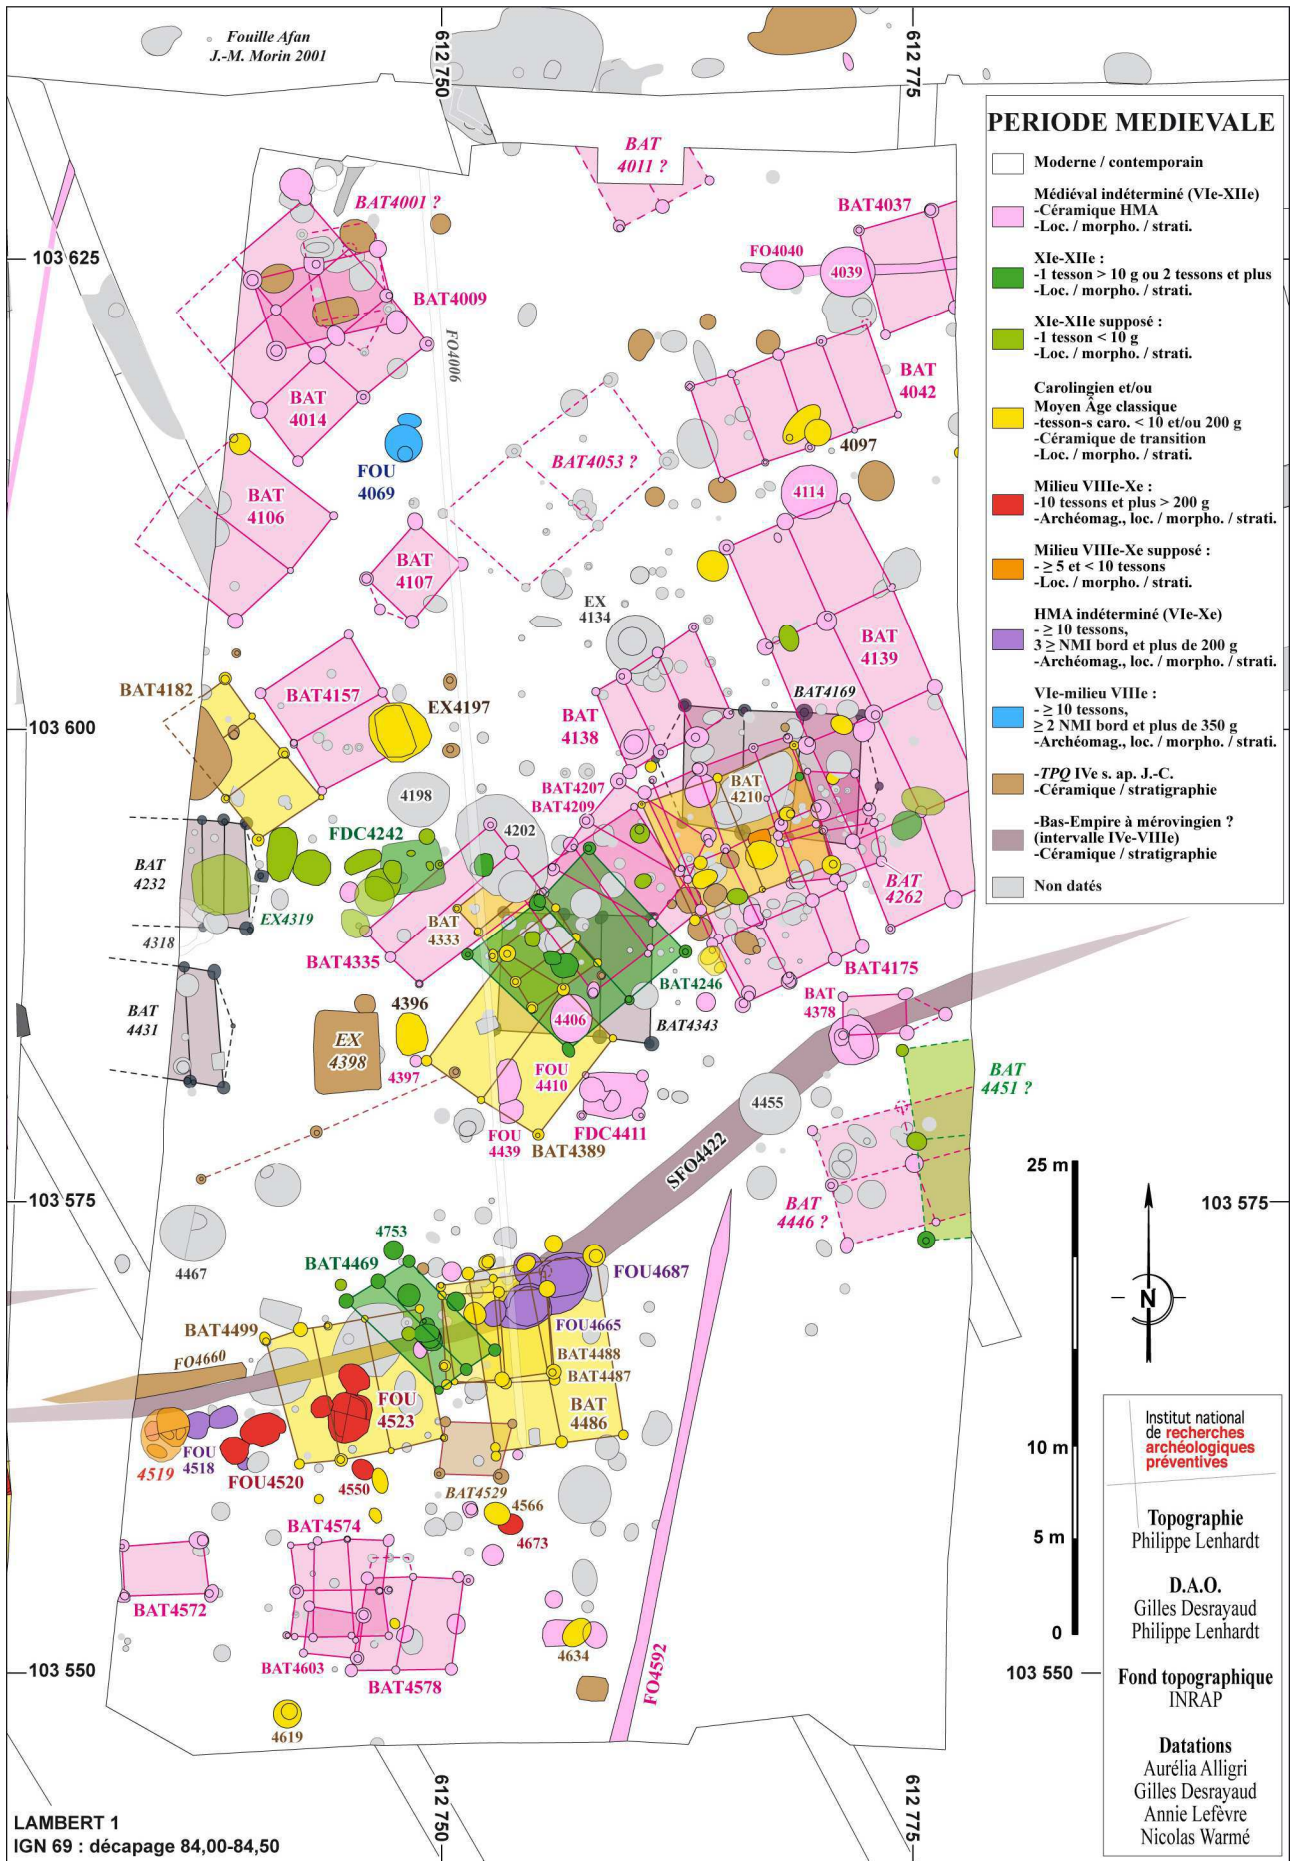 Fouille Afan
J.-M. Morin 2001
612 750
612 775
PERIODE MEDIEVALE
Moderne / contemporain
Médiéval indéterminé (VIe-XIIe)
-Céramique HMA
-Loc. / morpho. / strati.
XIe-XIIe :
-1 tesson > 10 g ou 2 tessons et plus
-Loc. / morpho. / strati.
XIe-XIIe supposé :
-1 tesson < 10 g
-Loc. / morpho. / strati.
Carolingien et/ou
Moyen Âge classique
-tesson-s caro. < 10 et/ou 200 g
-Céramique de transition
-Loc. / morpho. / strati.
Milieu VIIIe-Xe :
-10 tessons et plus > 200 g
-Archéomag., loc. / morpho. / strati.
Milieu VIIIe-Xe supposé :
- ≥ 5 et < 10 tessons
-Loc. / morpho. / strati.
HMA indéterminé (VIe-Xe)
- ≥ 10 tessons,
3 ≥ NMI bord et plus de 200 g
-Archéomag., loc. / morpho. / strati.
VIe-milieu VIIIe :
- ≥ 10 tessons,
≥ 2 NMI bord et plus de 350 g
-Archéomag., loc. / morpho. / strati.
-TPQ IVe s. ap. J.-C.
-Céramique / stratigraphie
-Bas-Empire à mérovingien ?
(intervalle IVe-VIIIe)
-Céramique / stratigraphie
Non datés
BAT
4011 ?
BAT4001 ?
BAT4037
FO4040
4039
103 625
BAT4009
FO4006
BAT
4042
BAT
4014
4097
FOU
4069
BAT4053 ?
4114
BAT
4106
BAT
4107
EX
4134
BAT
4139
BAT4182
BAT4157
EX4197
BAT4169
103 600
BAT
4138
4198
BAT4207
BAT
4210
BAT4209
FDC4242
4202
BAT
4232
BAT
4262
EX4319
BAT
4333
4318
BAT4335
BAT4175
BAT4246
BAT
4431
4396
BAT
4378
4406
BAT4343
EX
4398
4397
FOU
4410
BAT
4451 ?
4455
FOU
4439
FDC4411
BAT4389
SFO4422
25 m
103 575
BAT
4446 ?
103 575
4753
4467
BAT4469
FOU4687
BAT4499
FOU4665
FO4660
BAT4488
BAT4487
FOU
4523
BAT
4486
N
Institut national
de recherches
archéologiques
préventives
FOU
4518
4519
FOU4520
4550
BAT4529
4566
10 m
4673
BAT4574
5 m
Topographie
Philippe Lenhardt
BAT4572
D.A.O.
Gilles Desrayaud
Philippe Lenhardt
0
4634
BAT4603
BAT4578
FO4592
103 550
103 550
Fond topographique
INRAP
4619
Datations
Aurélia Alligri
Gilles Desrayaud
Annie Lefèvre
Nicolas Warmé
612 750
612 775
LAMBERT 1
IGN 69 : décapage 84,00-84,50